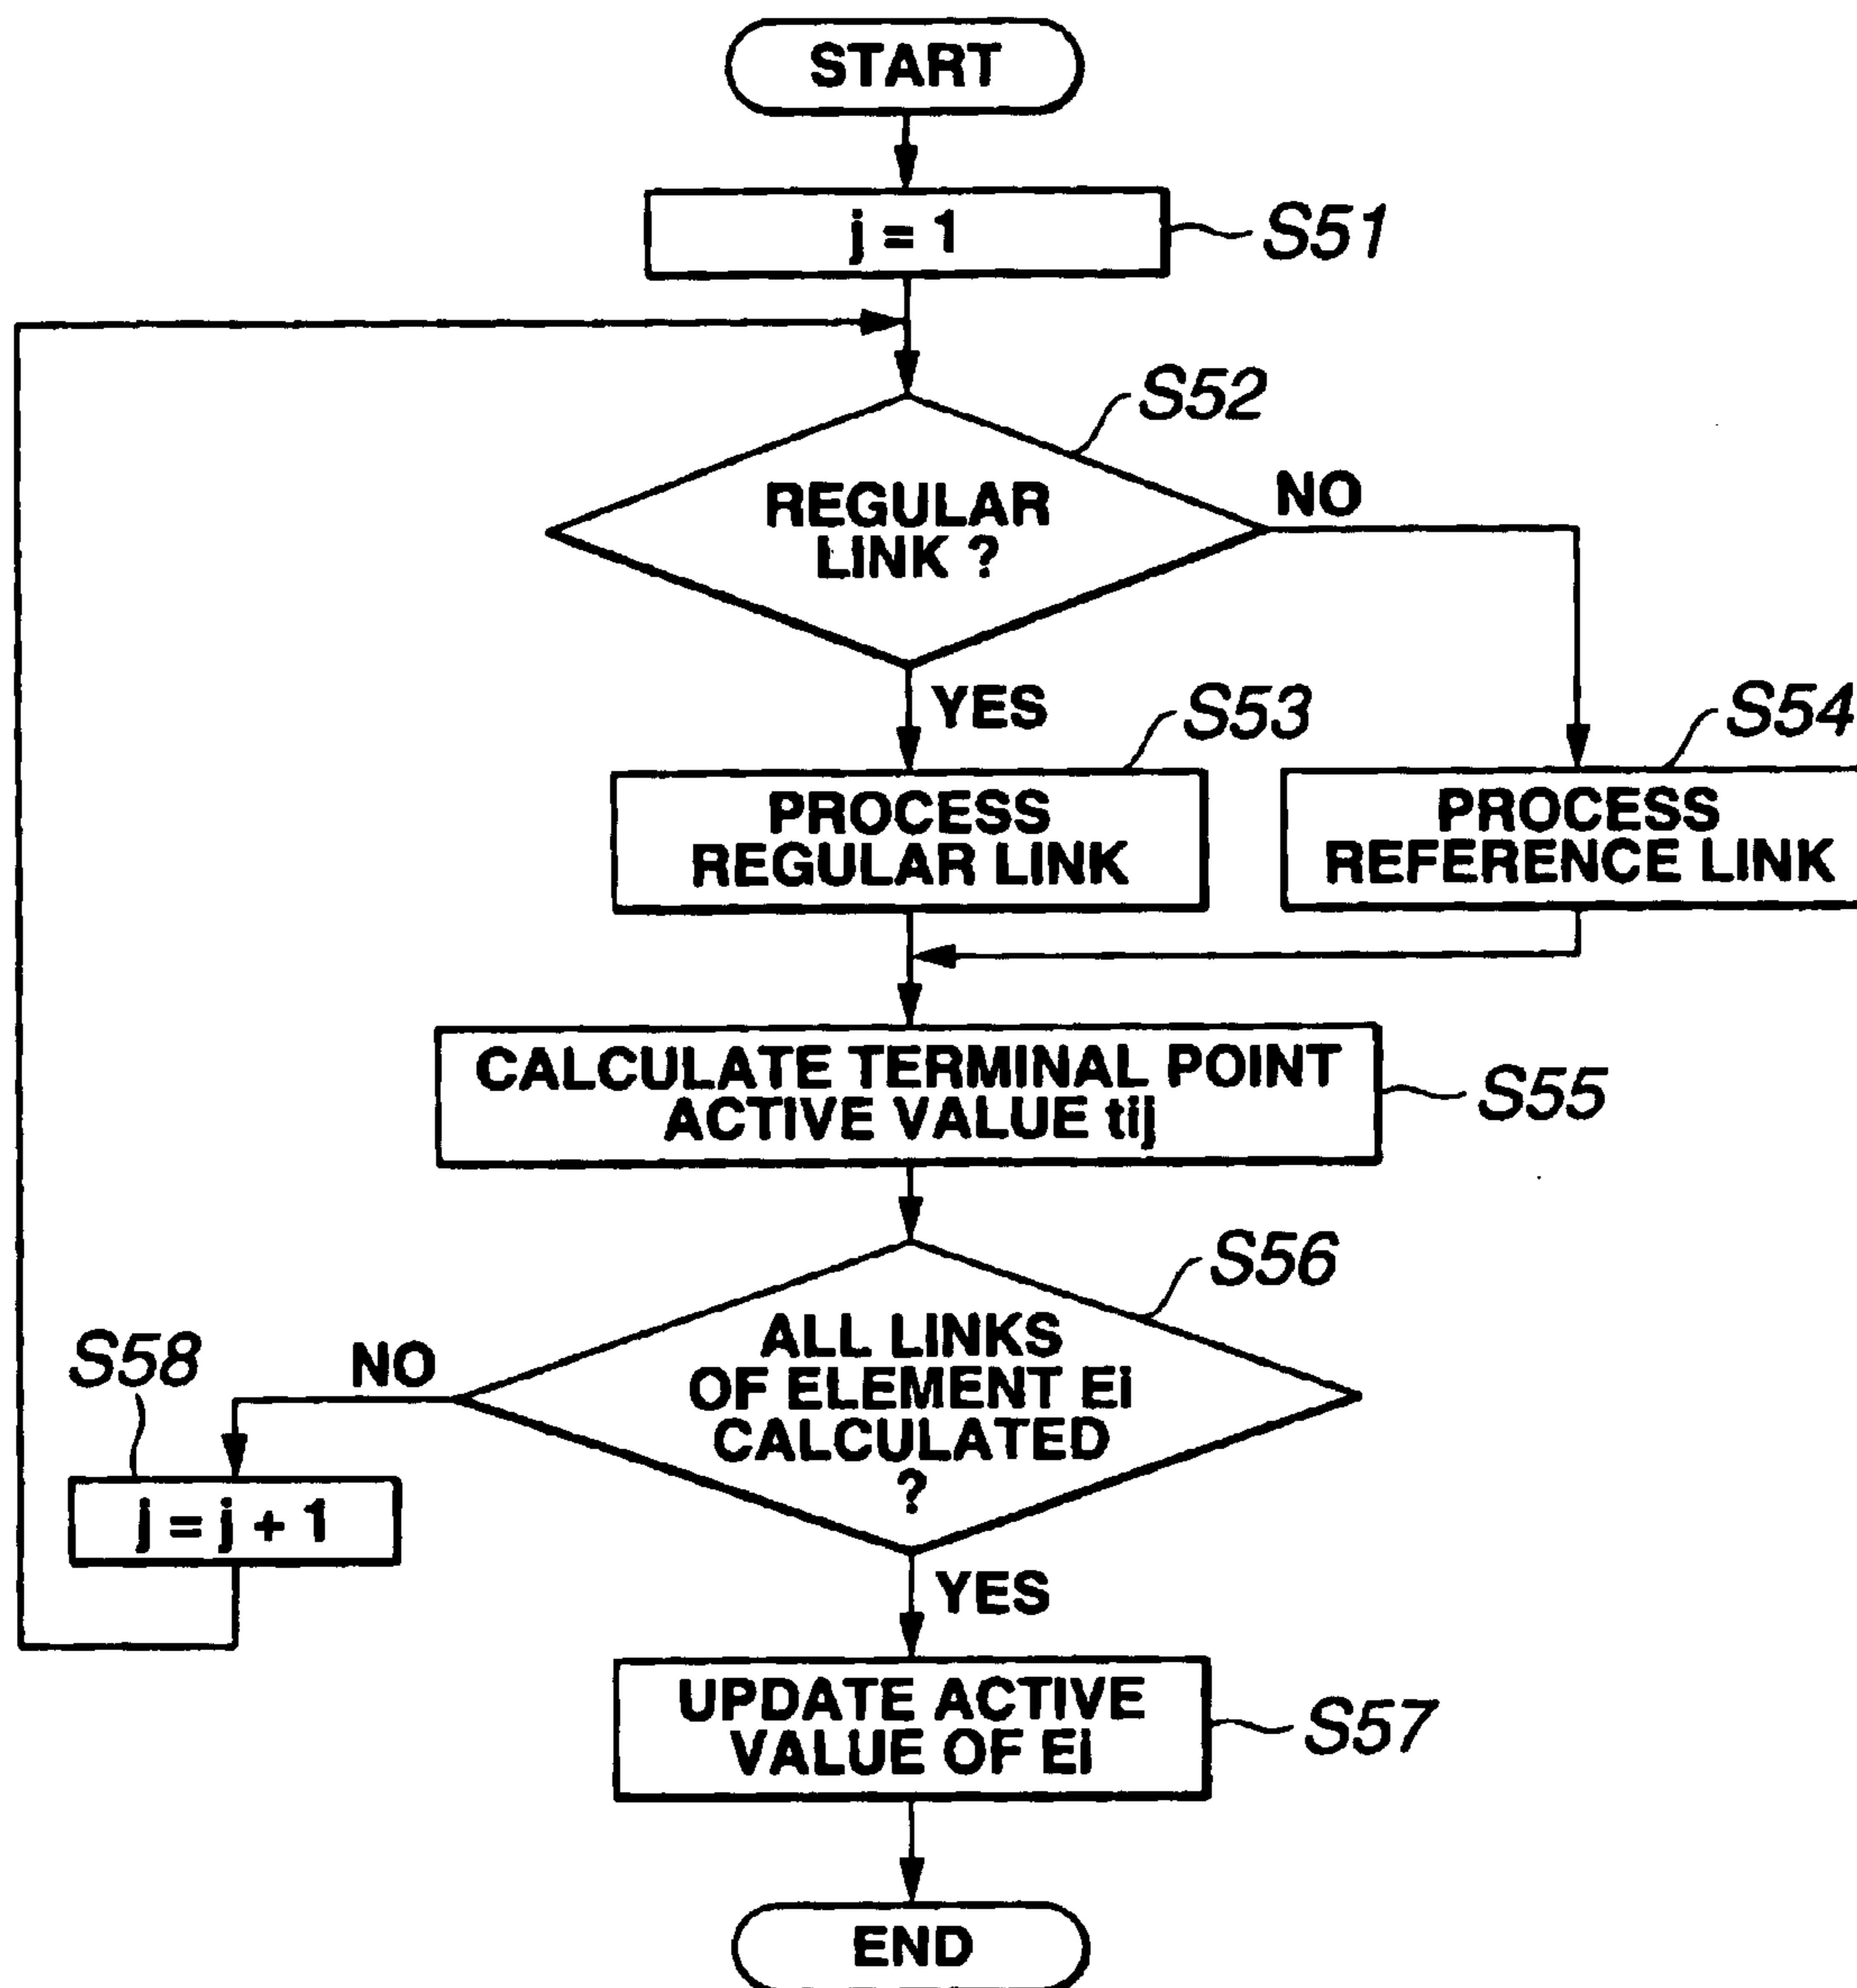 START
j = 1
S51
S52
REGULAR
LINK ?
NO
YES
S53
S54
PROCESS
REGULAR LINK
PROCESS
REFERENCE LINK
CALCULATE TERMINAL POINT
ACTIVE VALUE tij
S55
S56
ALL LINKS
OF ELEMENT Ei
CALCULATED
?
NO
S58
j = j + 1
YES
UPDATE ACTIVE
VALUE OF Ei
S57
END